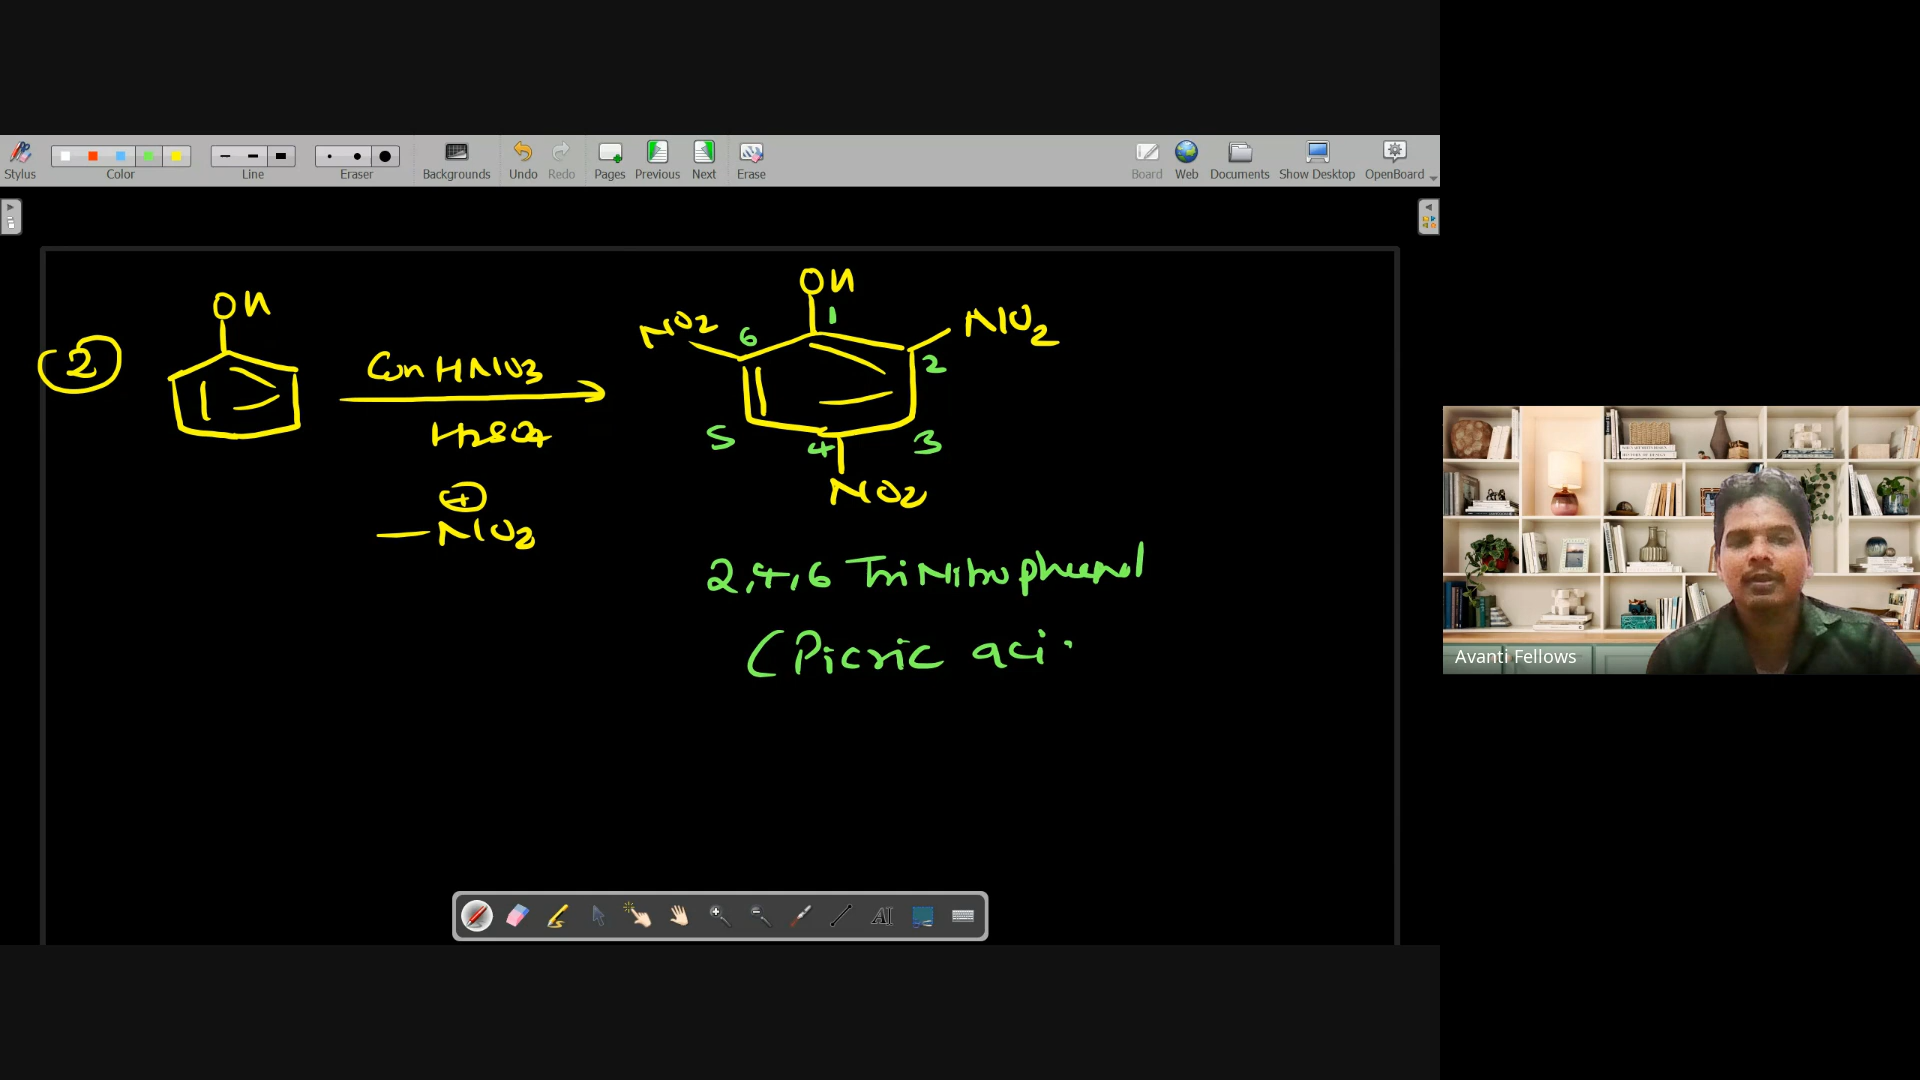 Stylus
Color
Line
Eraser
Backgrounds
Undo
Redo
Pages
Previous
Next
Erase
Board
Web
Documents
Show Desktop
OpenBoard
2
OH
Con HNO3
H2SO4
+
—NO2
OH
NO2
NO2
1
6
2
5
4
3
NO2
2,4,6 TriNitrophenol
(Picric aci
Avanti Fellows